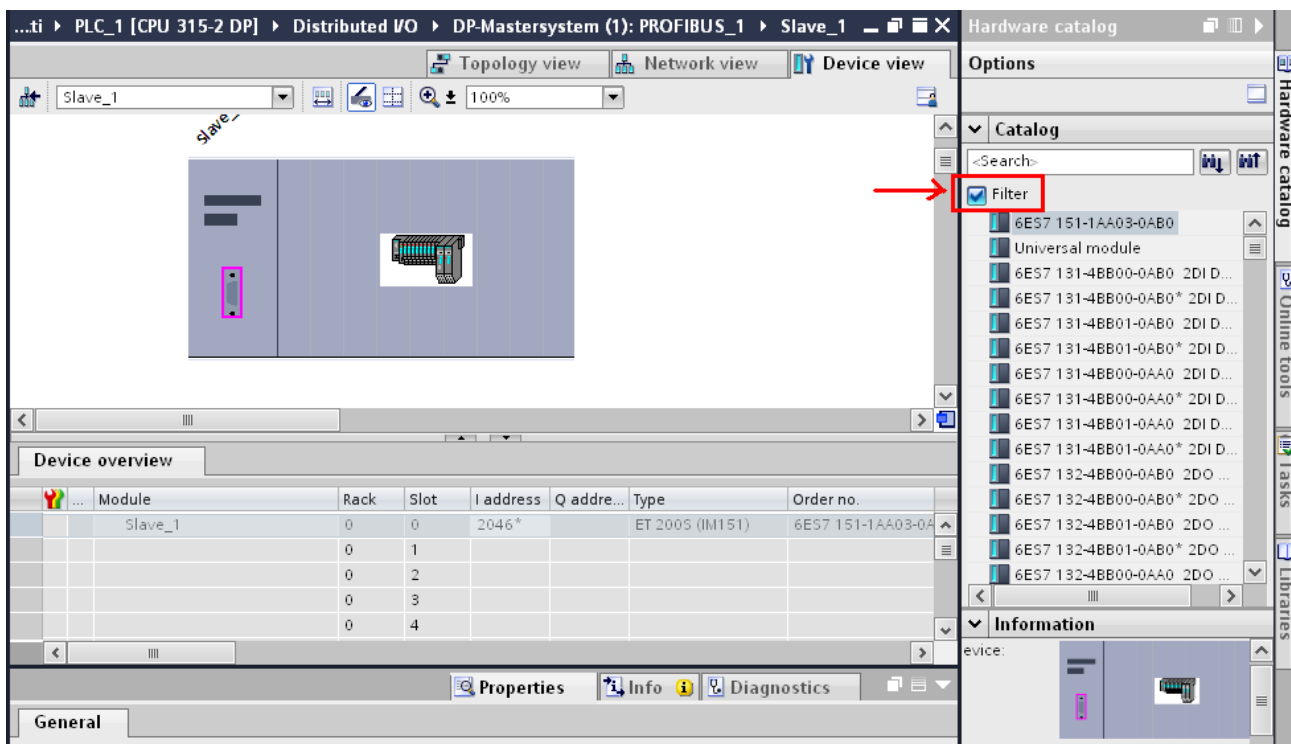 ...ti PLC_1 [CPU 315-2 DP] Distributed I/O DP-Mastersystem (1): PROFIBUS_1 Slave_1
Hardware catalog
Topology view Network view Device view
Options
Slave_1 100%
Slave_
Catalog
<Search>
Filter
6ES7 151-1AA03-0AB0
Universal module
6ES7 131-4BB00-0AB0 2DI D...
6ES7 131-4BB00-0AB0* 2DI D...
6ES7 131-4BB01-0AB0 2DI D...
6ES7 131-4BB01-0AB0* 2DI D...
6ES7 131-4BB00-0AA0 2DI D...
6ES7 131-4BB00-0AA0* 2DI D...
6ES7 131-4BB01-0AA0 2DI D...
6ES7 131-4BB01-0AA0* 2DI D...
6ES7 132-4BB00-0AB0 2DO ...
6ES7 132-4BB00-0AB0* 2DO ...
6ES7 132-4BB01-0AB0 2DO ...
6ES7 132-4BB01-0AB0* 2DO ...
6ES7 132-4BB00-0AA0 2DO ...
Device overview
... Module Rack Slot I address Q addre... Type Order no.
Slave_1 0 0 2046* ET 200S (IM151) 6ES7 151-1AA03-0A
0 1
0 2
0 3
0 4
Information
evice:
Properties Info Diagnostics
General
Hardware catalog
Online tools
Tasks
Libraries